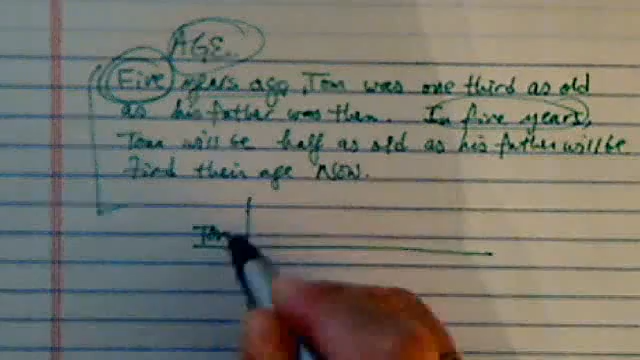 AGE.
Five years ago, Tom was one third as old
as his father was then. In five years,
Tom will be half as old as his father will be.
Find their age NOW.
Tom